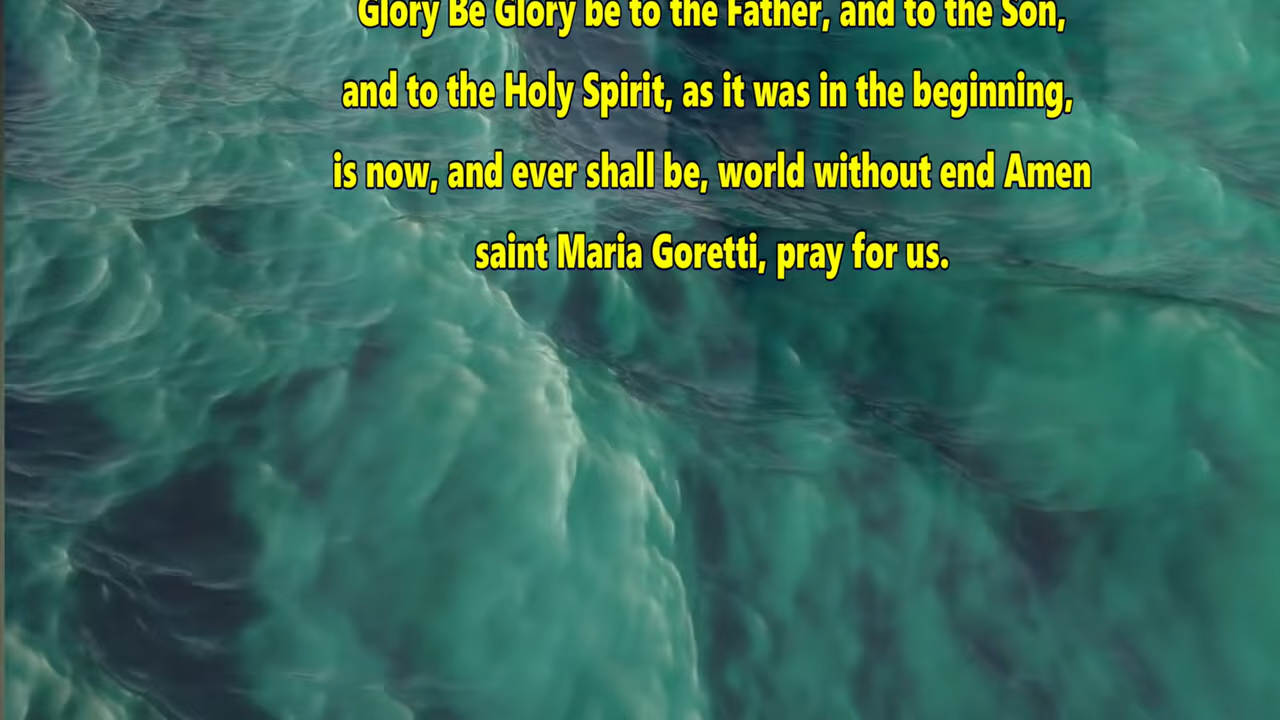 Glory Be Glory be to the Father, and to the Son,
and to the Holy Spirit, as it was in the beginning,
is now, and ever shall be, world without end Amen
saint Maria Goretti, pray for us.